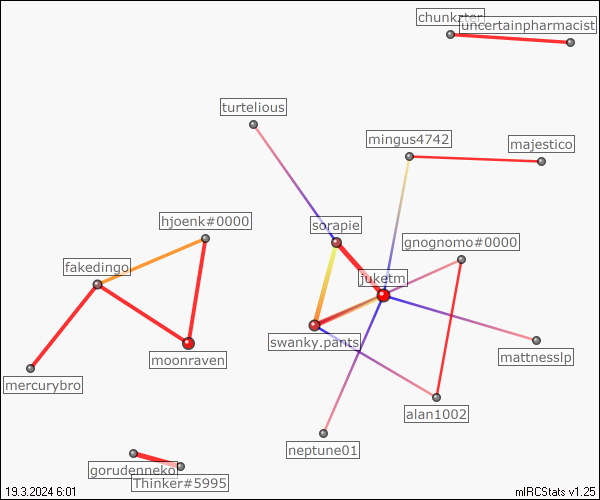 chunkzter
uncertainpharmacist
turtelious
mingus4742
majestico
hjoenk#0000
sorapie
gnognomo#0000
fakedingo
juketm
swanky.pants
moonraven
mattnesslp
mercurybro
alan1002
neptune01
gorudenneko
Thinker#5995
19.3.2024 6:01
mIRCStats v1.25